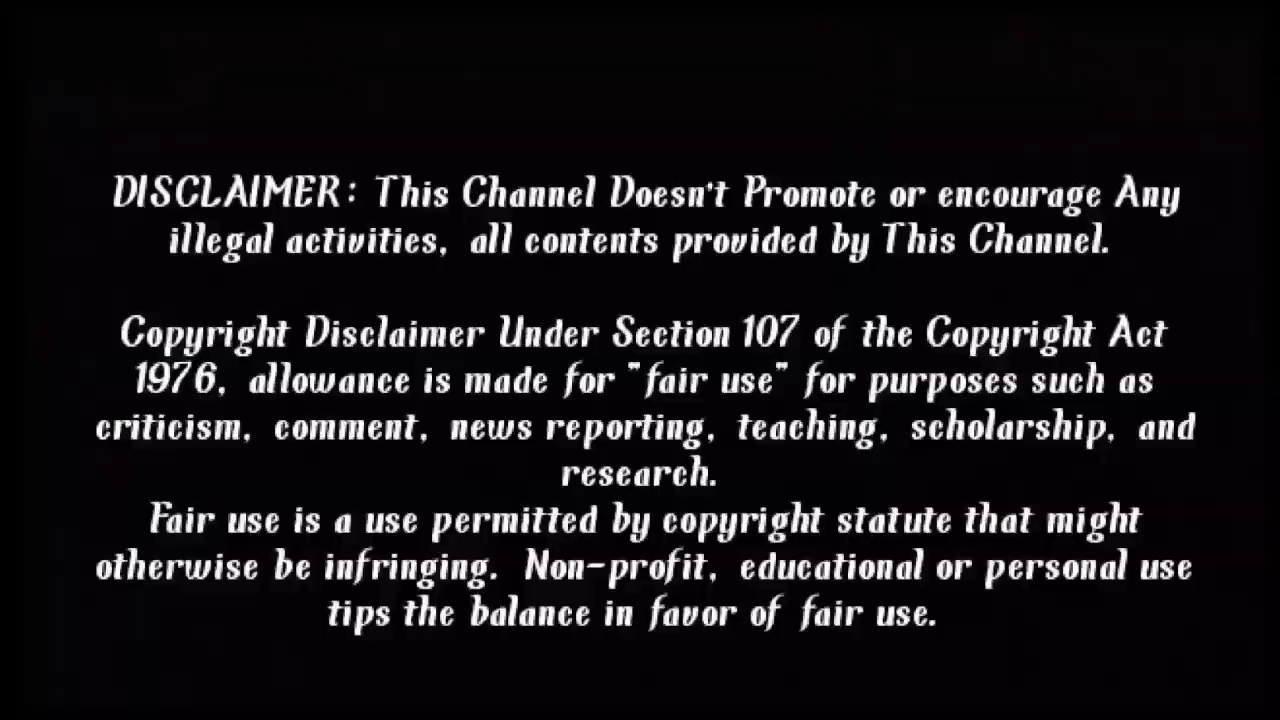 DISCLAIMER: This Channel Doesn't Promote or encourage Any
illegal activities, all contents provided by This Channel.
Copyright Disclaimer Under Section 107 of the Copyright Act
1976, allowance is made for "fair use" for purposes such as
criticism, comment, news reporting, teaching, scholarship, and
research.
Fair use is a use permitted by copyright statute that might
otherwise be infringing. Non-profit, educational or personal use
tips the balance in favor of fair use.